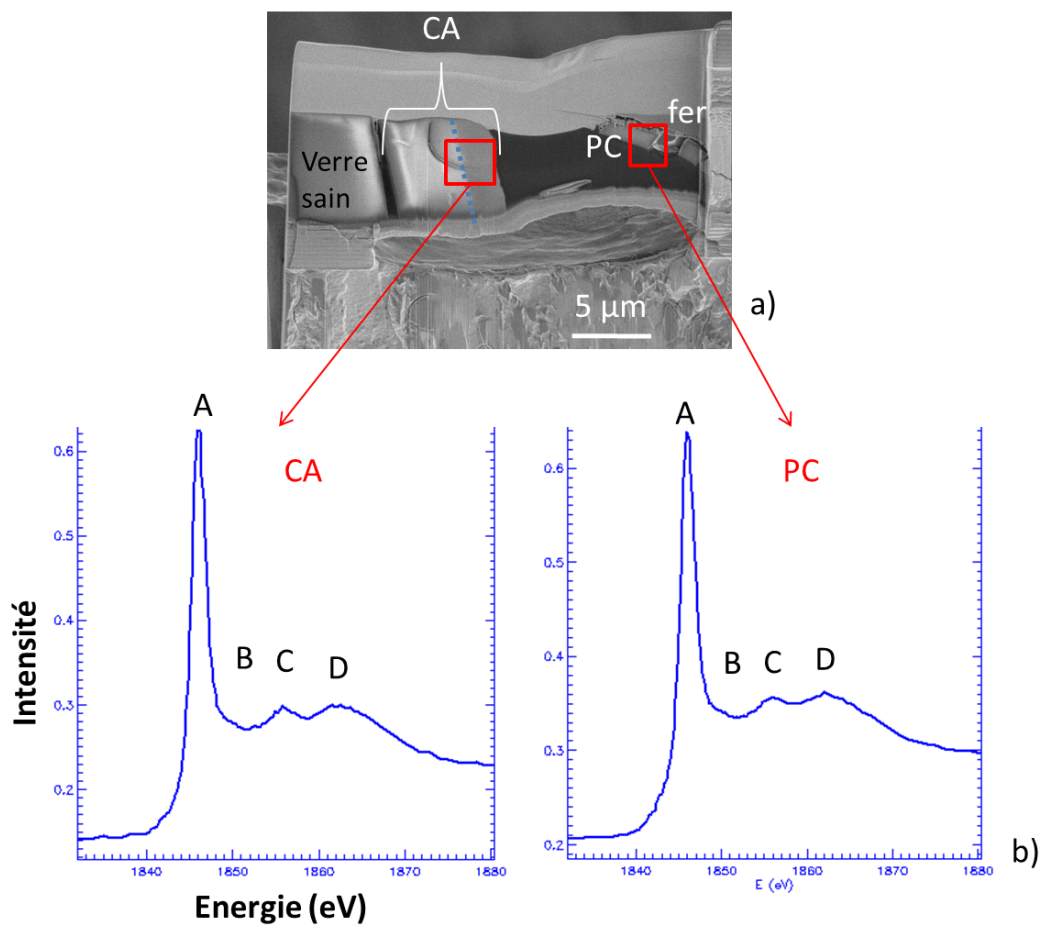 CA
fer
PC
Verre
sain
5 µm
a)
A
CA
B
C
D
Intensité
0.6
0.5
0.4
0.3
0.2
1840
1850
1860
1870
1880
Energie (eV)
A
PC
B
C
D
0.6
0.5
0.4
0.3
0.2
1840
1850
1860
1870
1880
E (eV)
b)